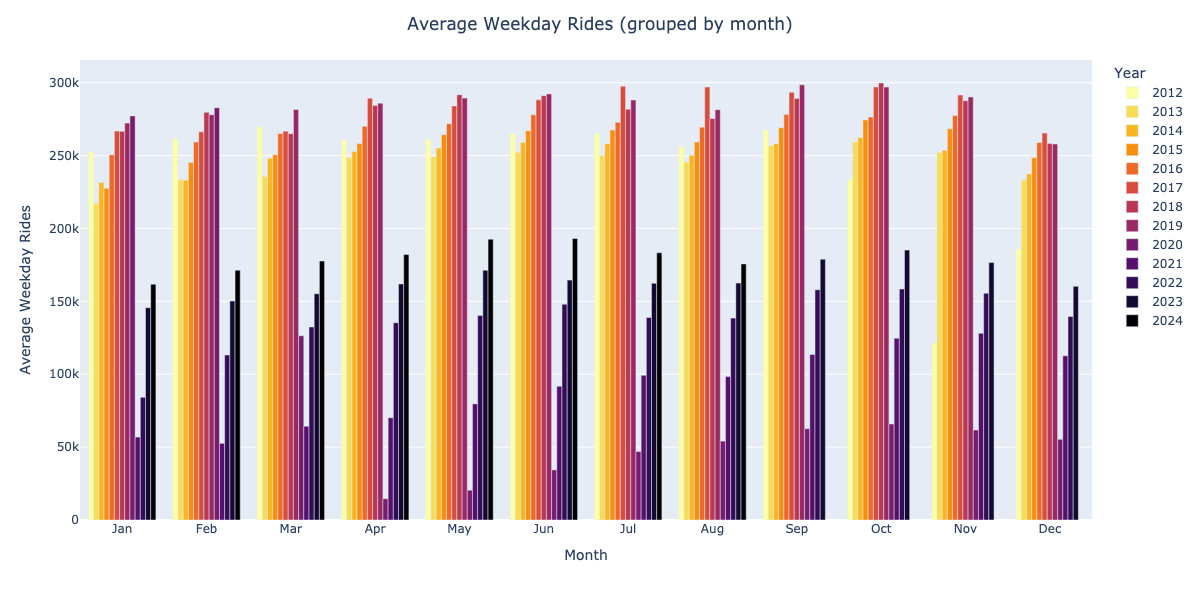 Average Weekday Rides (grouped by month)
Year
2012
2013
2014
2015
2016
2017
2018
2019
2020
2021
2022
2023
2024
Average Weekday Rides
300k
250k
200k
150k
100k
50k
0
Jan Feb Mar Apr May Jun Jul Aug Sep Oct Nov Dec
Month